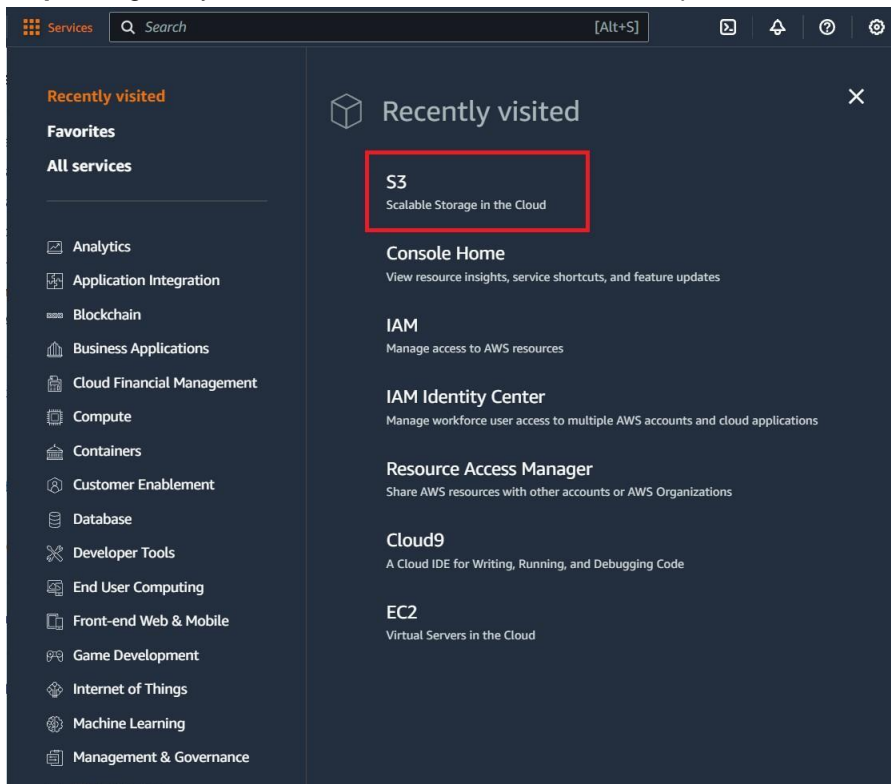 Services
Search
[Alt+S]
Recently visited
Favorites
All services
Analytics
Application Integration
Blockchain
Business Applications
Cloud Financial Management
Compute
Containers
Customer Enablement
Database
Developer Tools
End User Computing
Front-end Web & Mobile
Game Development
Internet of Things
Machine Learning
Management & Governance
Recently visited
S3
Scalable Storage in the Cloud
Console Home
View resource insights, service shortcuts, and feature updates
IAM
Manage access to AWS resources
IAM Identity Center
Manage workforce user access to multiple AWS accounts and cloud applications
Resource Access Manager
Share AWS resources with other accounts or AWS Organizations
Cloud9
A Cloud IDE for Writing, Running, and Debugging Code
EC2
Virtual Servers in the Cloud